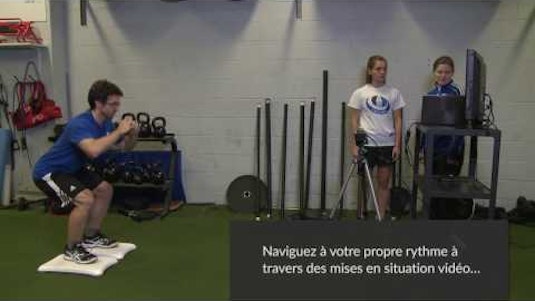 Naviguez à votre propre rythme à
travers des mises en situation vidéo...